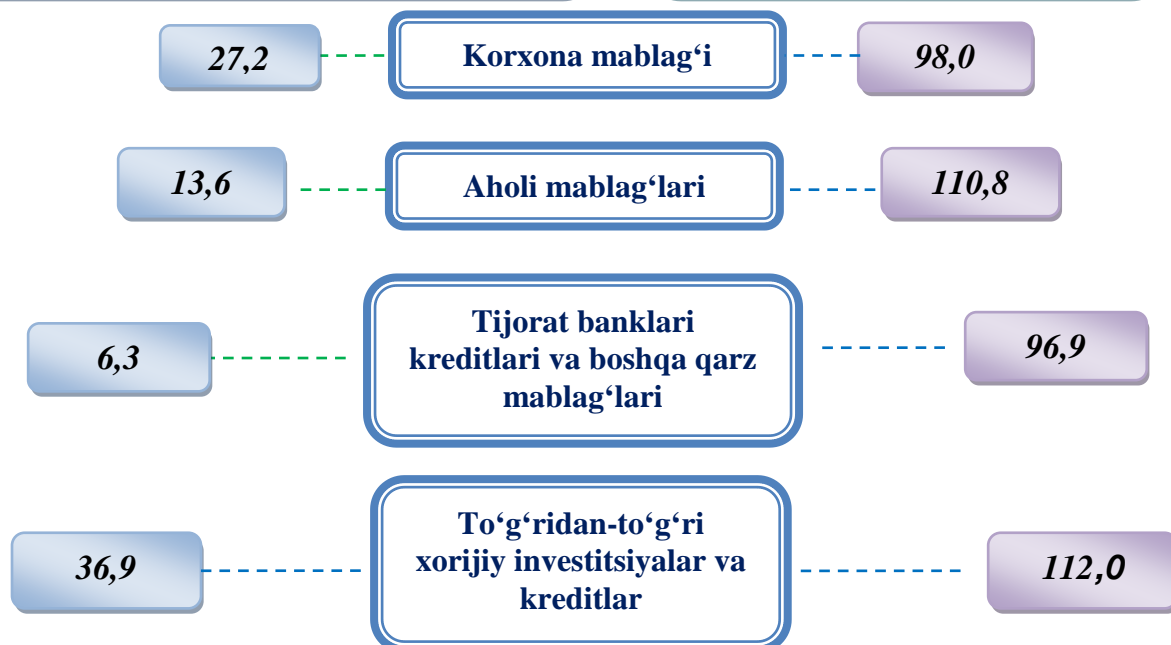 27,2
Korxona mablag‘i
98,0
13,6
Aholi mablag‘lari
110,8
6,3
Tijorat banklari
kreditlari va boshqa qarz
mablag‘lari
96,9
36,9
To‘g‘ridan-to‘g‘ri
xorijiy investitsiyalar va
kreditlar
112,0